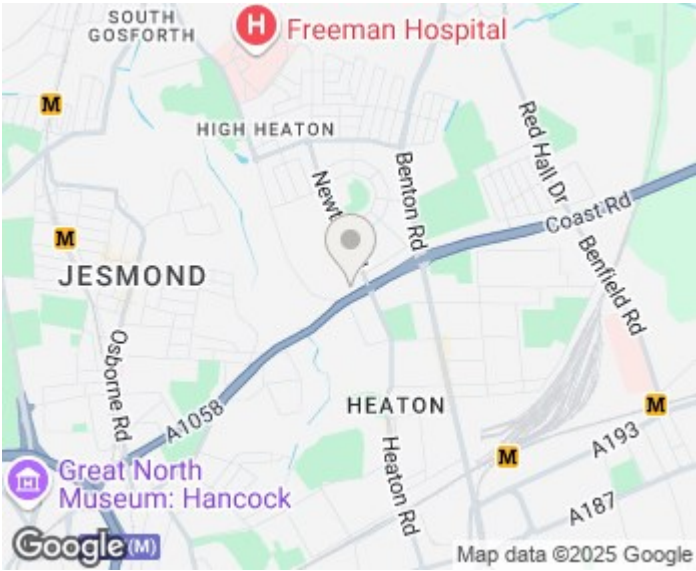 SOUTH
GOSFORTH
H
Freeman Hospital
M
HIGH HEATON
Red Hall Dr
Benton Rd
Coast Rd
M
JESMOND
Benfield Rd
Osborne Rd
HEATON
A1058
M
Heaton Rd
M
A193
Great North
Museum: Hancock
A187
Google
(M)
Map data ©2025 Google